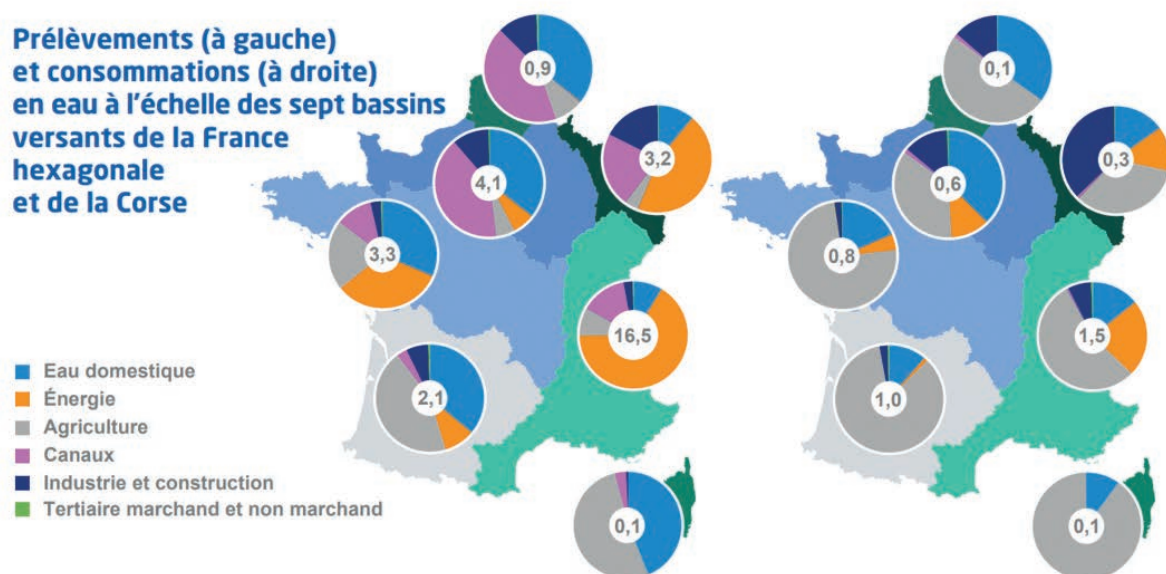 Prélèvements (à gauche)
et consommations (à droite)
en eau à l'échelle des sept bassins
versants de la France
hexagonale
et de la Corse
0,9
4,1
3,2
3,3
16,5
2,1
0,1
0,1
0,6
0,3
0,8
1,5
1,0
0,1
Eau domestique
Énergie
Agriculture
Canaux
Industrie et construction
Tertiaire marchand et non marchand